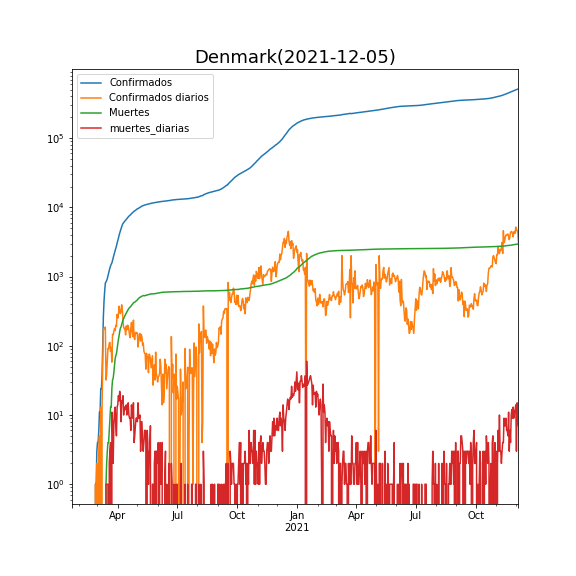 Denmark(2021-12-05)
Confirmados
Confirmados diarios
Muertes
muertes_diarias
10⁵
10⁴
10³
10²
10¹
10⁰
Apr Jul Oct Jan Apr Jul Oct
2021